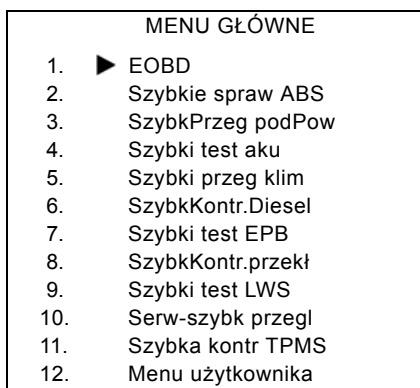 MENU GŁÓWNE
1. ▶ EOBD
2. Szybkie spraw ABS
3. SzybkPrzeg podPow
4. Szybki test aku
5. Szybki przeg klim
6. SzybkKontr.Diesel
7. Szybki test EPB
8. SzybkKontr.przekł
9. Szybki test LWS
10. Serw-szybk przegl
11. Szybka kontr TPMS
12. Menu użytkownika